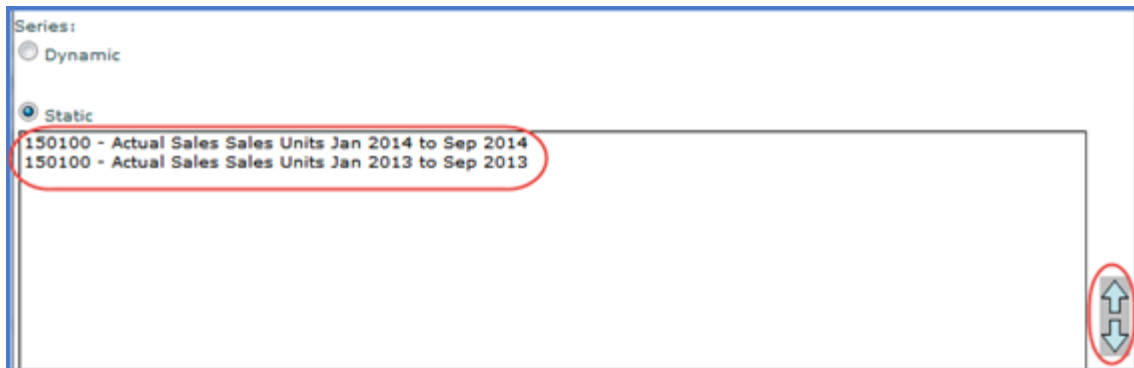 Series:
Dynamic
Static
150100 - Actual Sales Sales Units Jan 2014 to Sep 2014
150100 - Actual Sales Sales Units Jan 2013 to Sep 2013